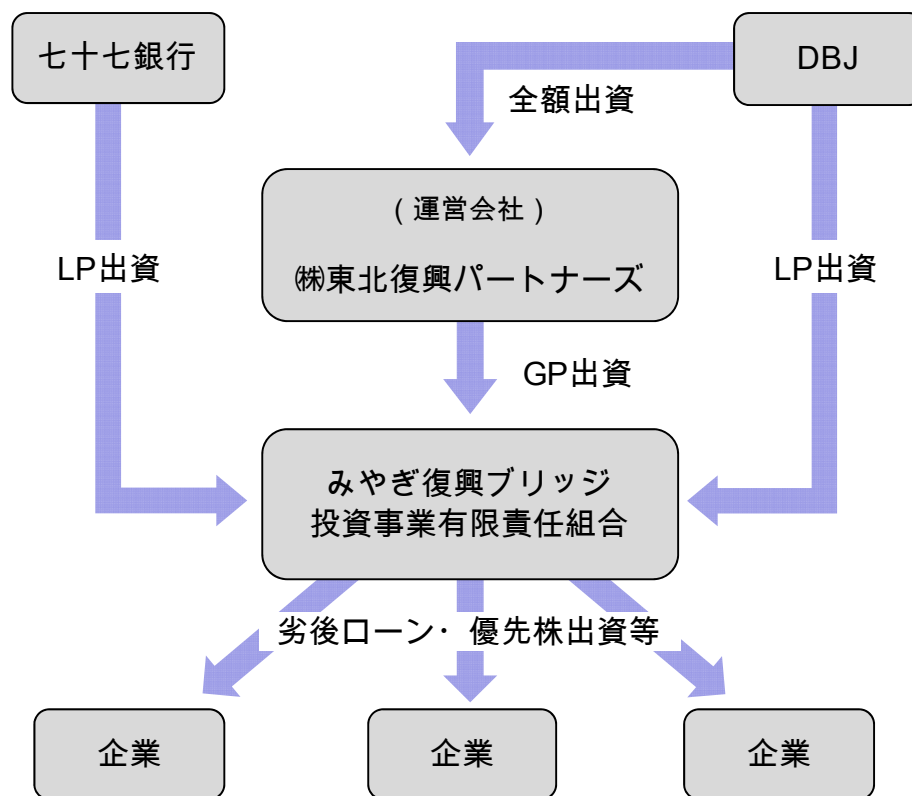 七十七銀行
DBJ
全額出資
(運営会社)
㈱東北復興パートナーズ
LP出資
LP出資
GP出資
みやぎ復興ブリッジ
投資事業有限責任組合
劣後ローン・優先株出資等
企業
企業
企業